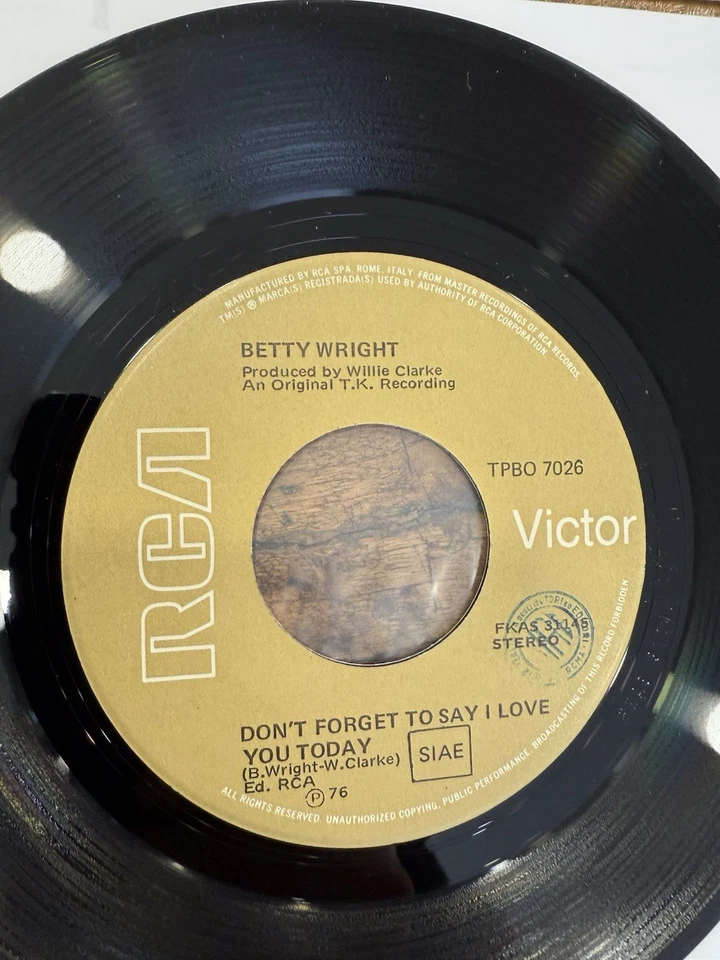 MANUFACTURED BY RCA SPA, ROME, ITALY FROM MASTER RECORDINGS OF RCA RECORDS.
TM(S) ® MARCA(S) REGISTRADA(S) USED BY AUTHORITY OF RCA CORPORATION.
BETTY WRIGHT
Produced by Willie Clarke
An Original T.K. Recording
RCA
TPBO 7026
Victor
FKAS 31145
STEREO
ROMA
DON'T FORGET TO SAY I LOVE
YOU TODAY
(B.Wright-W.Clarke)
SIAE
Ed. RCA
Ⓟ 76
ALL RIGHTS RESERVED. UNAUTHORIZED COPYING, PUBLIC PERFORMANCE, BROADCASTING OF THIS RECORD FORBIDDEN